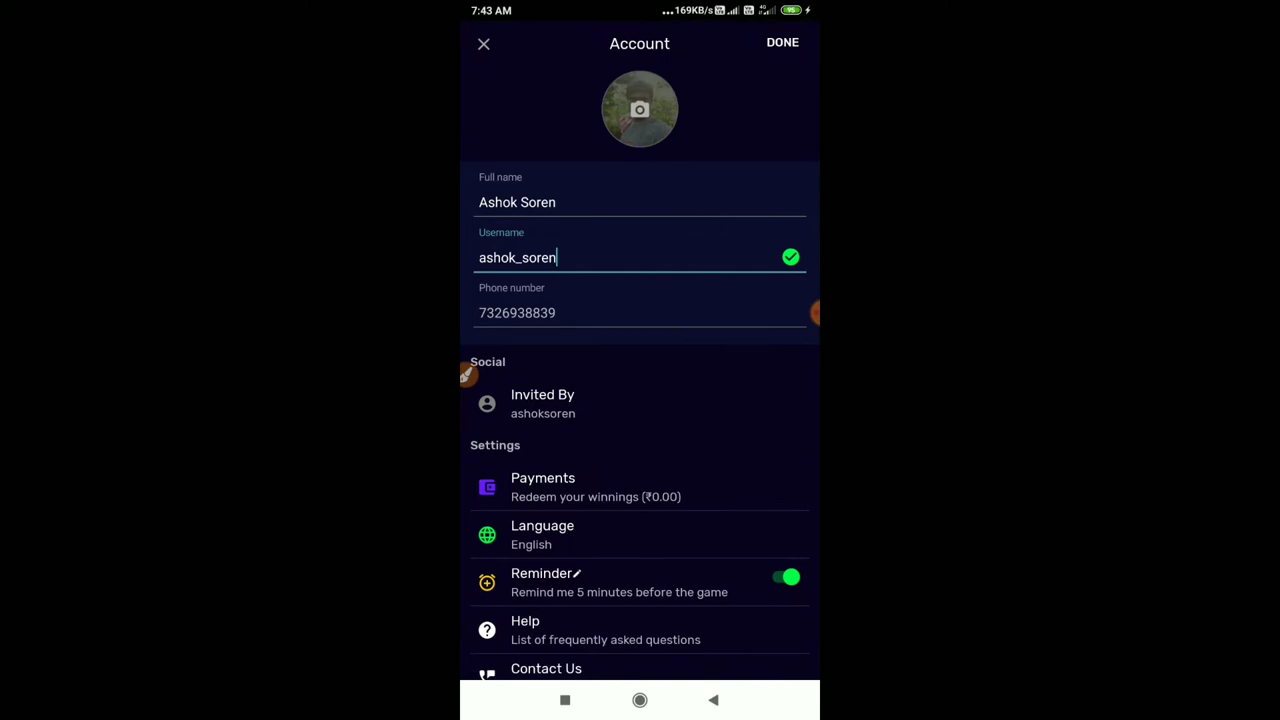 7:43 AM
...169KB/s
4G
95
Account
DONE
Full name
Ashok Soren
Username
ashok_soren
Phone number
7326938839
Social
Invited By
ashoksoren
Settings
Payments
Redeem your winnings (₹0.00)
Language
English
Reminder
Remind me 5 minutes before the game
Help
List of frequently asked questions
Contact Us